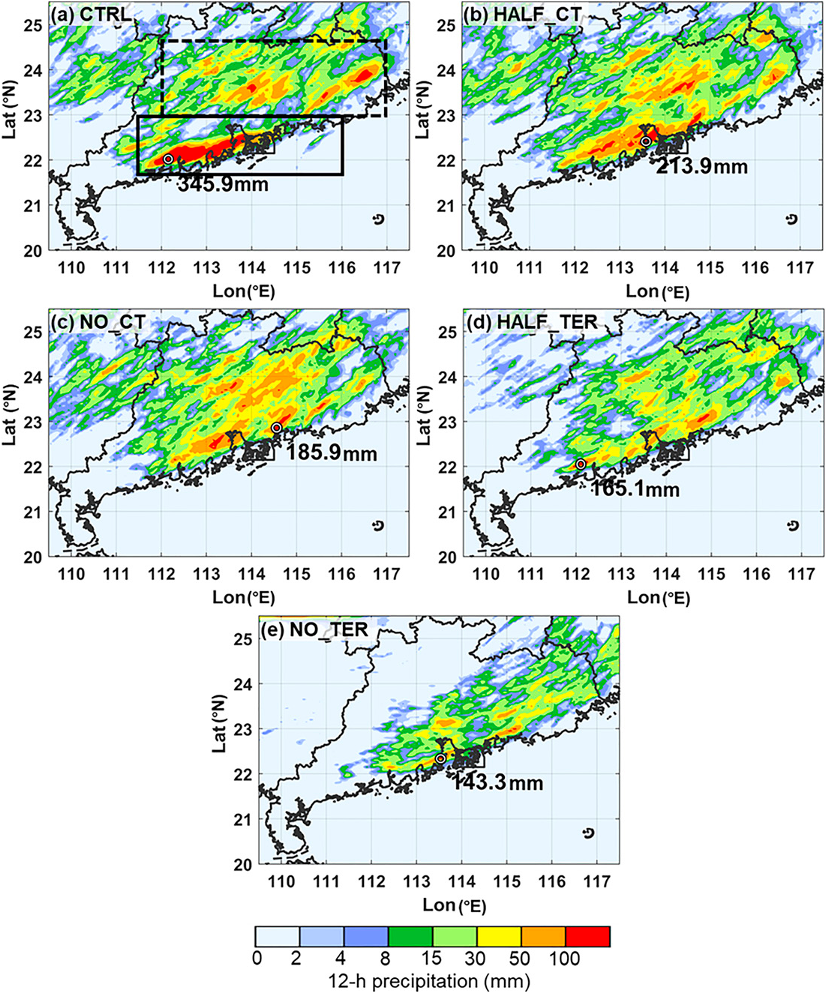 (a) CTRL
(b) HALF_CT
25
24
23
22
21
20
Lat (°N)
345.9mm
110 111 112 113 114 115 116 117
Lon(°E)
25
24
23
22
21
20
Lat (°N)
213.9mm
110 111 112 113 114 115 116 117
Lon(°E)
(c) NO_CT
(d) HALF_TER
25
24
23
22
21
20
Lat (°N)
185.9mm
110 111 112 113 114 115 116 117
Lon(°E)
25
24
23
22
21
20
Lat (°N)
165.1mm
110 111 112 113 114 115 116 117
Lon(°E)
(e) NO_TER
25
24
23
22
21
20
Lat (°N)
143.3mm
110 111 112 113 114 115 116 117
Lon(°E)
0 2 4 8 15 30 50 100
12-h precipitation (mm)